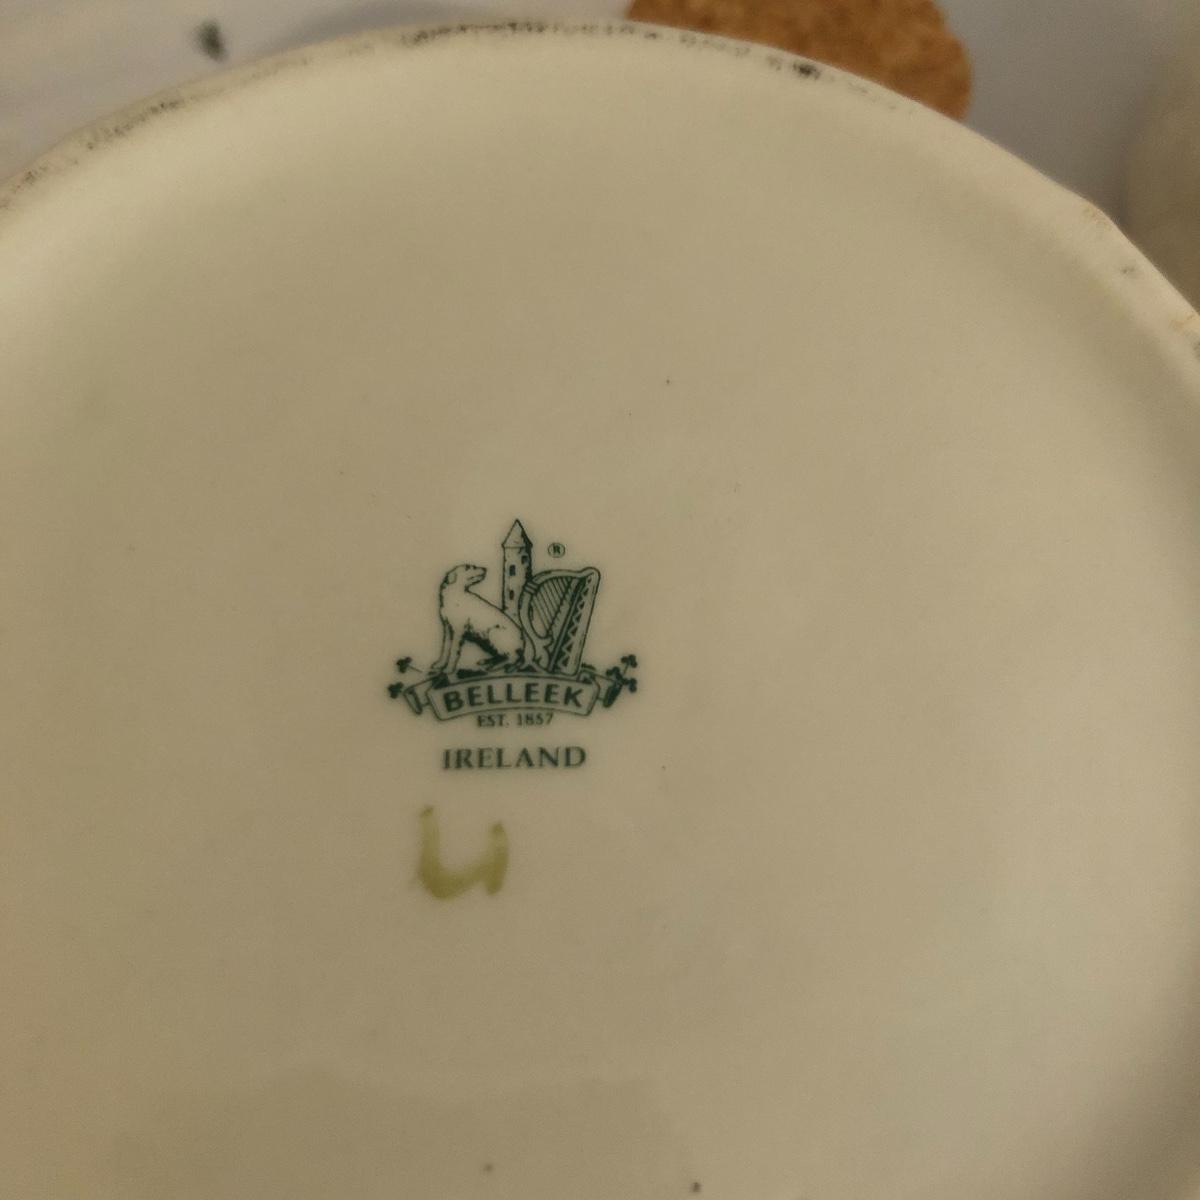 ®
BELLEEK
EST. 1857
IRELAND
u